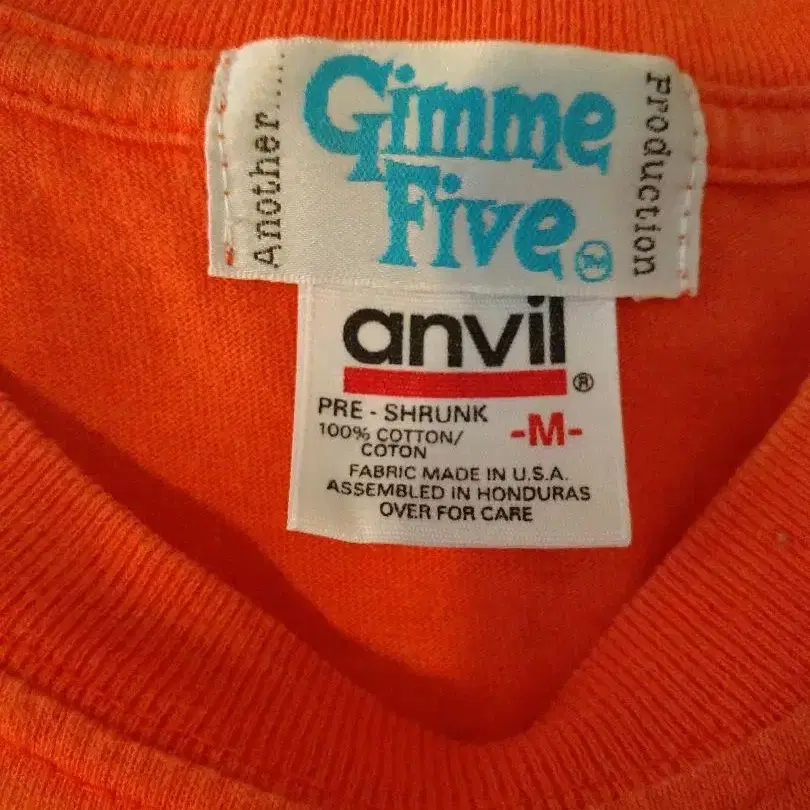 Another.....
Gimme
Five
Production
anvil
®
PRE - SHRUNK
100% COTTON/
COTON
-M-
FABRIC MADE IN U.S.A.
ASSEMBLED IN HONDURAS
OVER FOR CARE